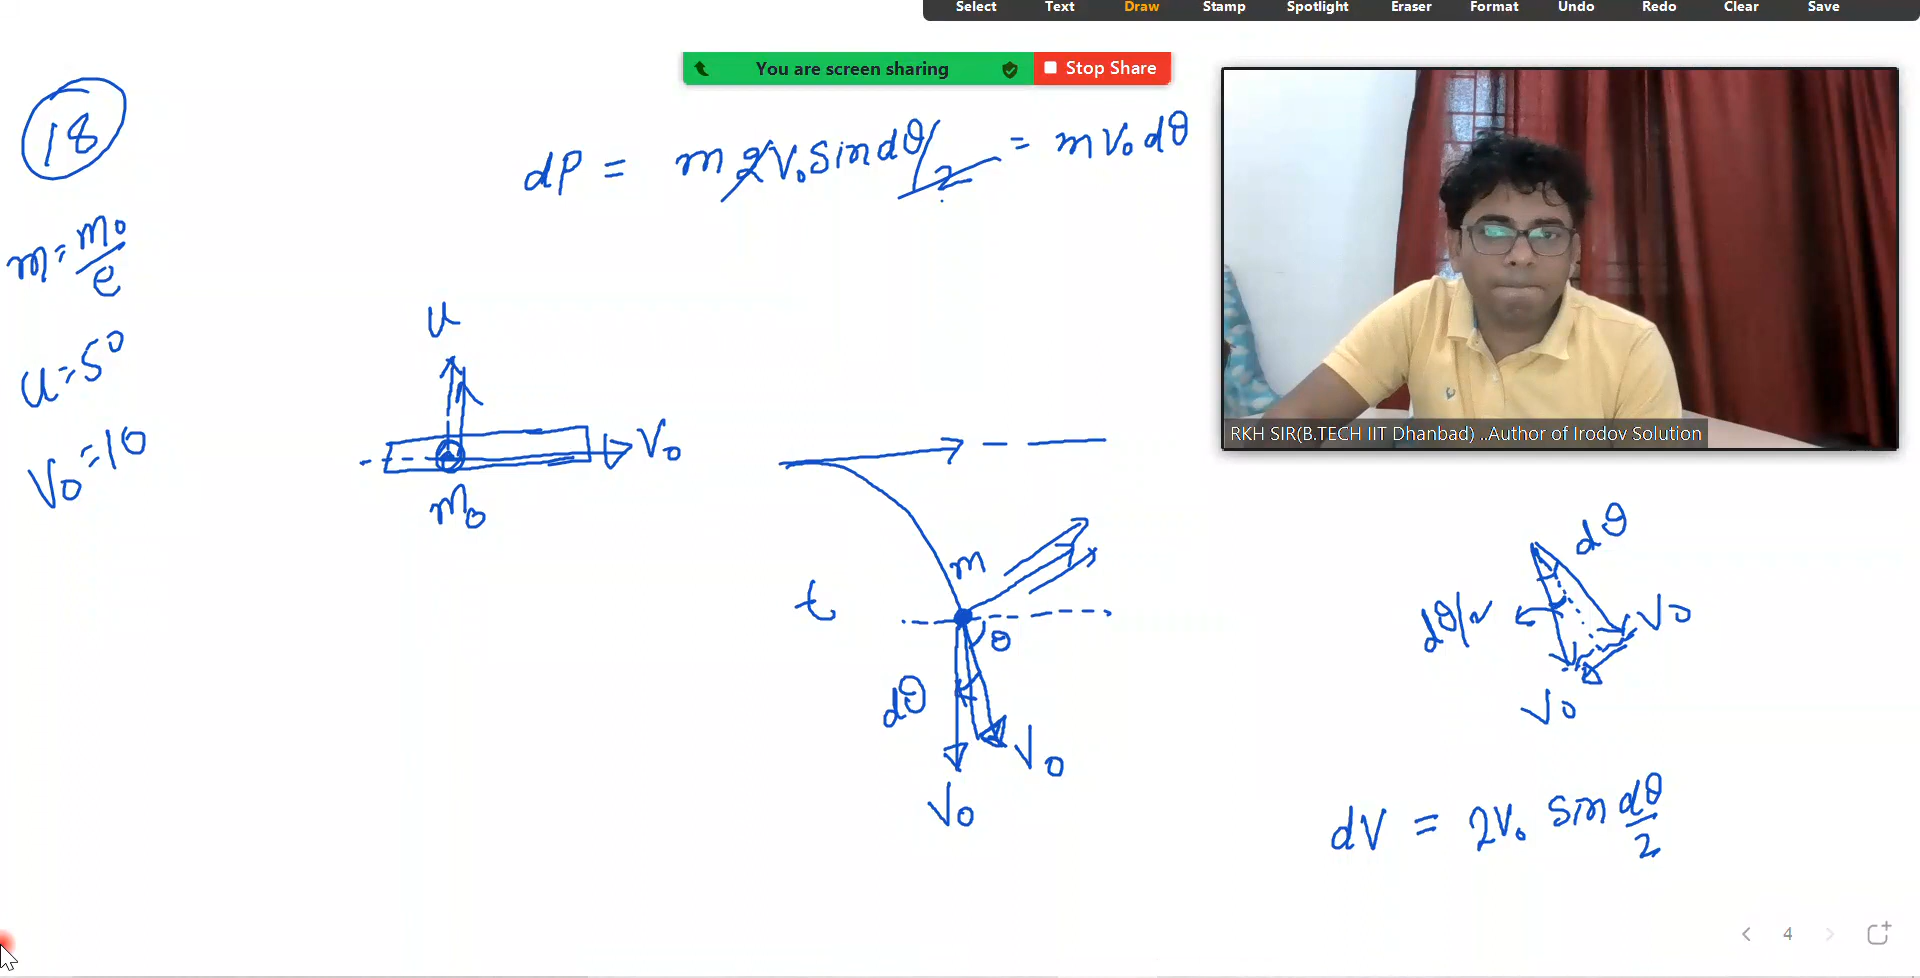 Select Text Draw Stamp Spotlight Eraser Format Undo Redo Clear Save
You are screen sharing Stop Share
18
dP = m 2V₀ sin dθ/2 = m V₀ dθ
m = m₀/e
u
u = 50
V₀ = 10
V₀
m₀
RKH SIR(B.TECH IIT Dhanbad) ..Author of Irodov Solution
m
t
θ
dθ
V₀
V₀
dθ
dθ/2
V₀
V₀
dV = 2V₀ sin dθ/2
4